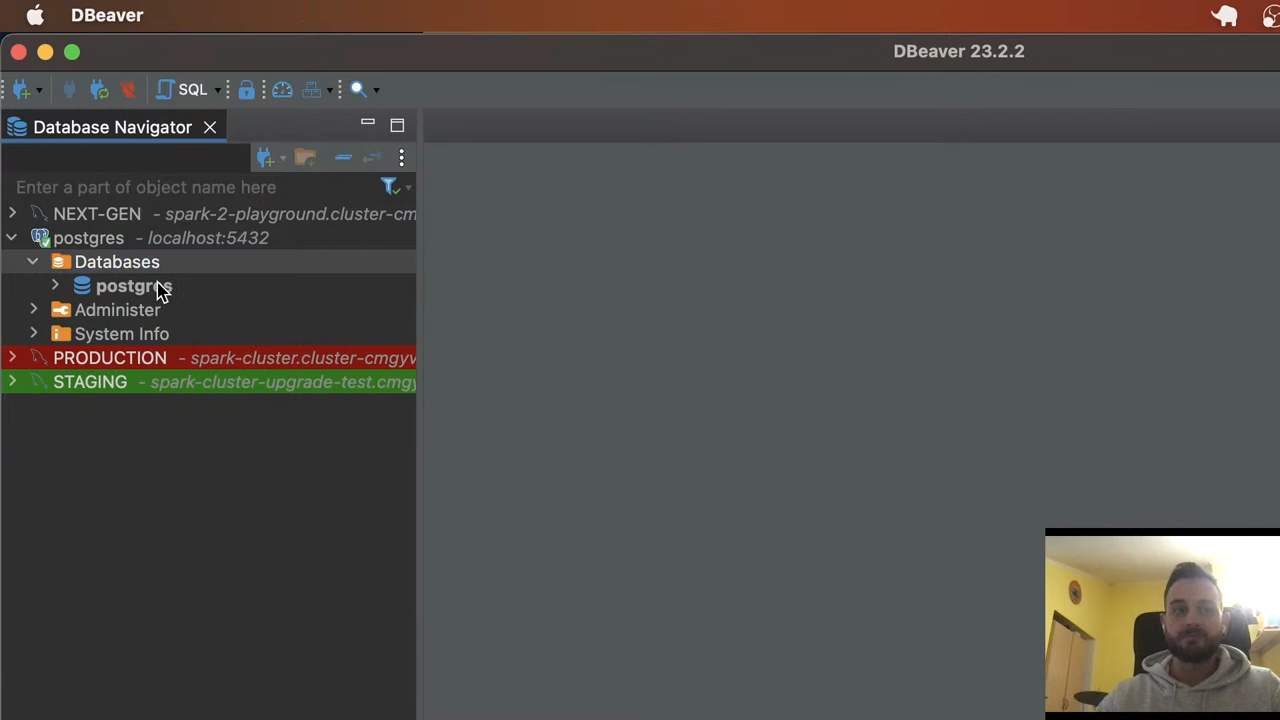 DBeaver
DBeaver 23.2.2
SQL
Database Navigator
Enter a part of object name here
NEXT-GEN - spark-2-playground.cluster-cm
postgres - localhost:5432
Databases
postgres
Administer
System Info
PRODUCTION - spark-cluster.cluster-cmgyv
STAGING - spark-cluster-upgrade-test.cmgy